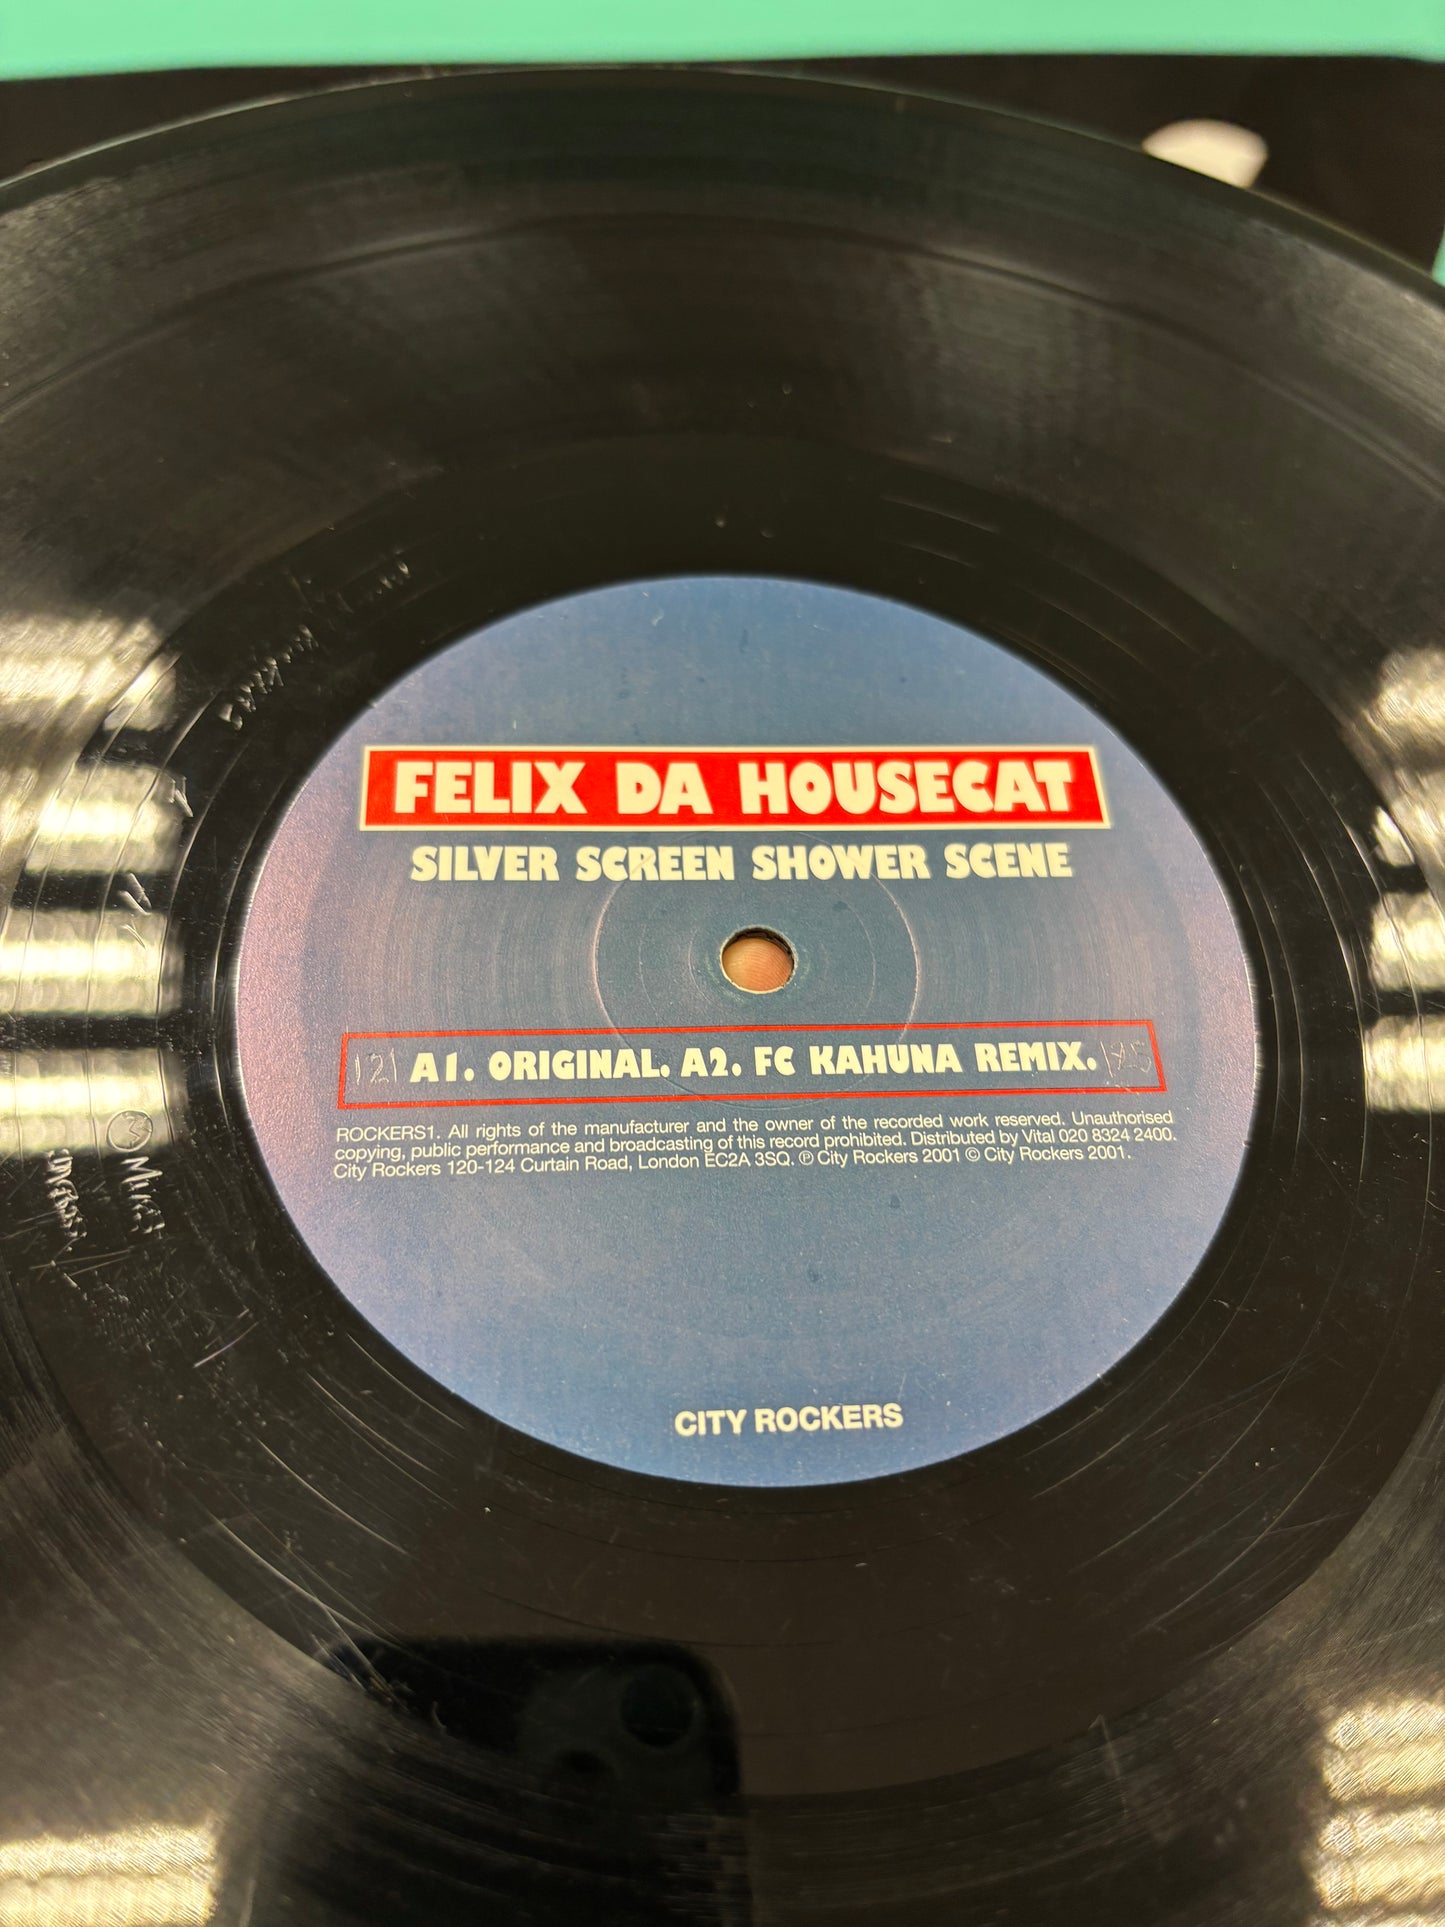 FELIX DA HOUSECAT
SILVER SCREEN SHOWER SCENE
121 A1. ORIGINAL. A2. FC KAHUNA REMIX.
ROCKERS1. All rights of the manufacturer and the owner of the recorded work reserved. Unauthorised
copying, public performance and broadcasting of this record prohibited. Distributed by Vital 020 8324 2400.
City Rockers 120-124 Curtain Road, London EC2A 3SQ. ℗ City Rockers 2001 © City Rockers 2001.
CITY ROCKERS